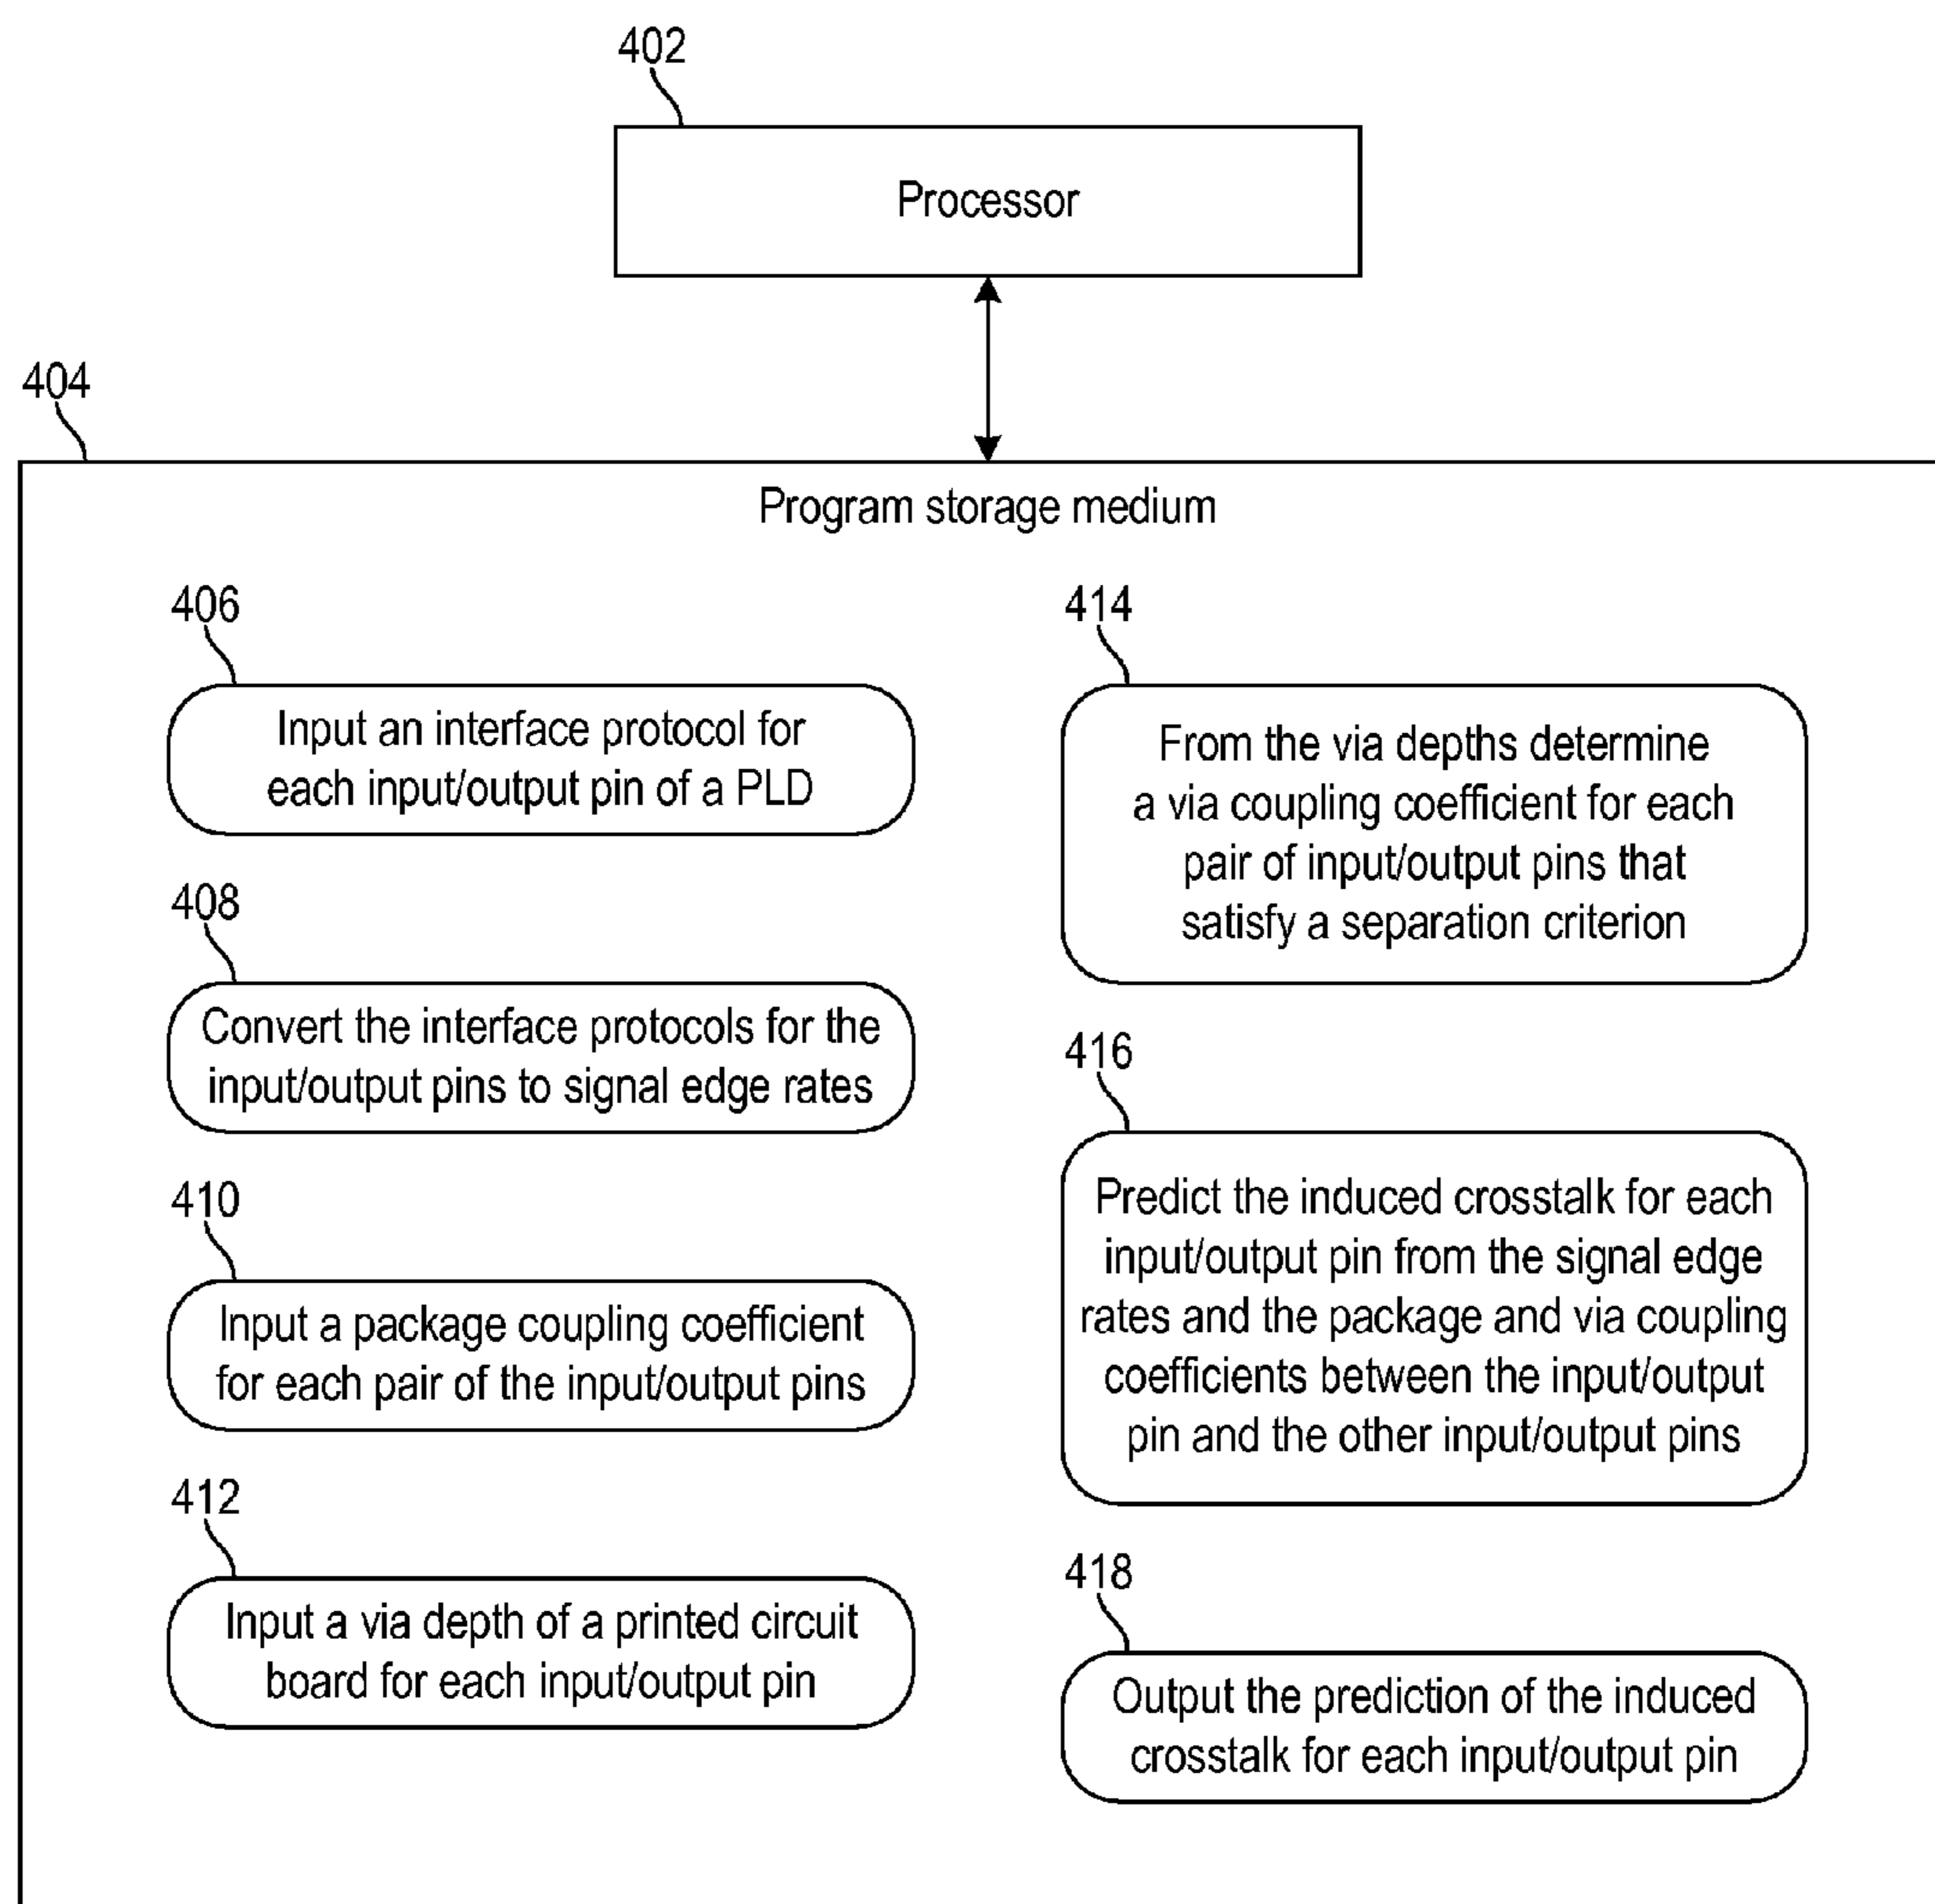 402
Processor
404
Program storage medium
406
Input an interface protocol for
each input/output pin of a PLD
408
Convert the interface protocols for the
input/output pins to signal edge rates
410
Input a package coupling coefficient
for each pair of the input/output pins
412
Input a via depth of a printed circuit
board for each input/output pin
414
From the via depths determine
a via coupling coefficient for each
pair of input/output pins that
satisfy a separation criterion
416
Predict the induced crosstalk for each
input/output pin from the signal edge
rates and the package and via coupling
coefficients between the input/output
pin and the other input/output pins
418
Output the prediction of the induced
crosstalk for each input/output pin